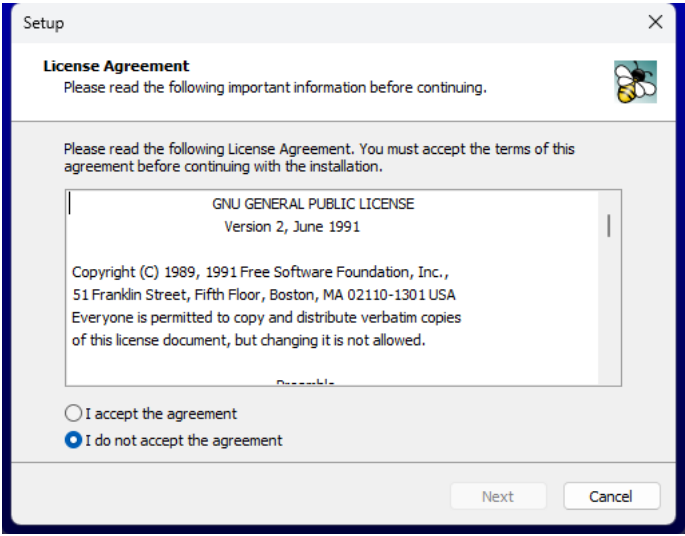 Setup
License Agreement
Please read the following important information before continuing.
Please read the following License Agreement. You must accept the terms of this
agreement before continuing with the installation.
GNU GENERAL PUBLIC LICENSE
Version 2, June 1991
Copyright (C) 1989, 1991 Free Software Foundation, Inc.,
51 Franklin Street, Fifth Floor, Boston, MA 02110-1301 USA
Everyone is permitted to copy and distribute verbatim copies
of this license document, but changing it is not allowed.
Preamble
I accept the agreement
I do not accept the agreement
Next
Cancel